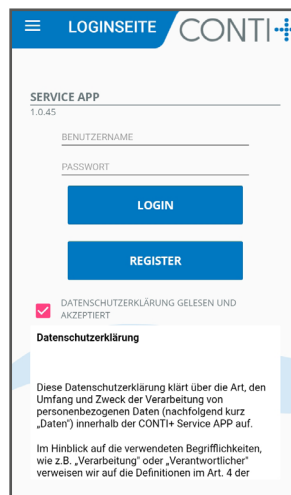 LOGINSEITE
CONTI+
SERVICE APP
1.0.45
BENUTZERNAME
PASSWORT
LOGIN
REGISTER
DATENSCHUTZERKLÄRUNG GELESEN UND
AKZEPTIERT
Datenschutzerklärung
Diese Datenschutzerklärung klärt über die Art, den
Umfang und Zweck der Verarbeitung von
personenbezogenen Daten (nachfolgend kurz
„Daten") innerhalb der CONTI+ Service APP auf.
Im Hinblick auf die verwendeten Begrifflichkeiten,
wie z.B. „Verarbeitung" oder „Verantwortlicher"
verweisen wir auf die Definitionen im Art. 4 der